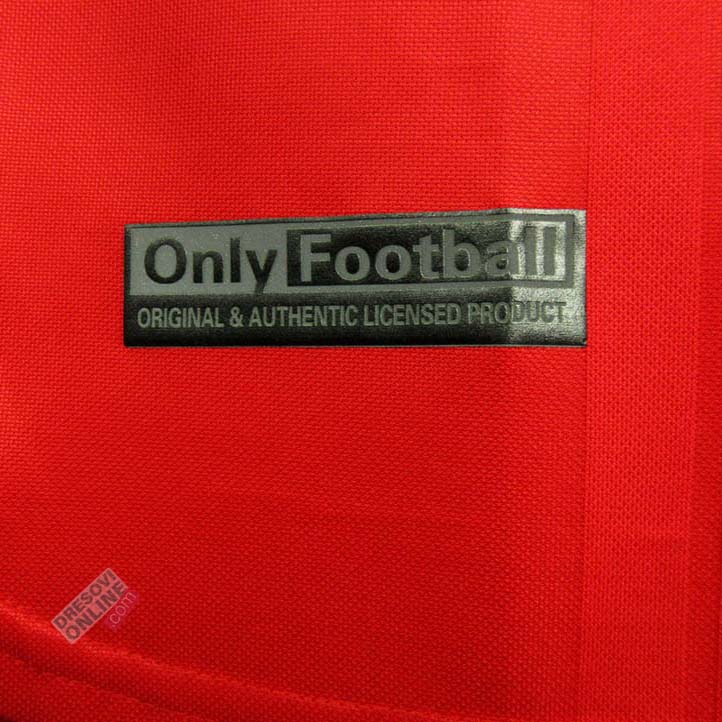 Only Football
ORIGINAL & AUTHENTIC LICENSED PRODUCT
DRESOVI
ONLINE
.com